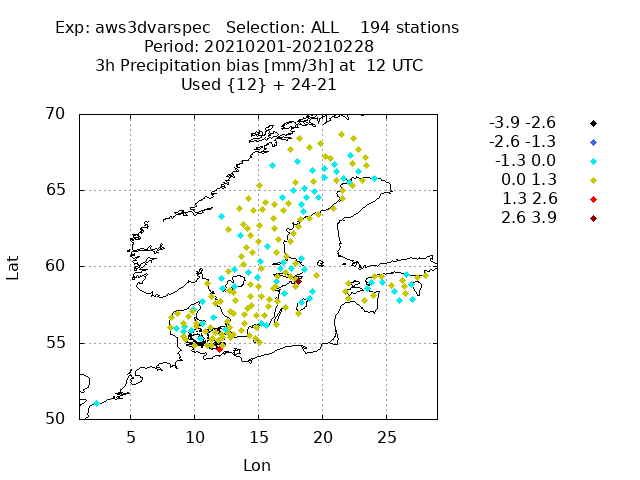 Exp: aws3dvarspec   Selection: ALL    194 stations
Period: 20210201-20210228
3h Precipitation bias [mm/3h] at  12 UTC
Used {12} + 24-21
-3.9 -2.6
-2.6 -1.3
-1.3 0.0
0.0 1.3
1.3 2.6
2.6 3.9
70
65
60
55
50
Lat
5 10 15 20 25
Lon